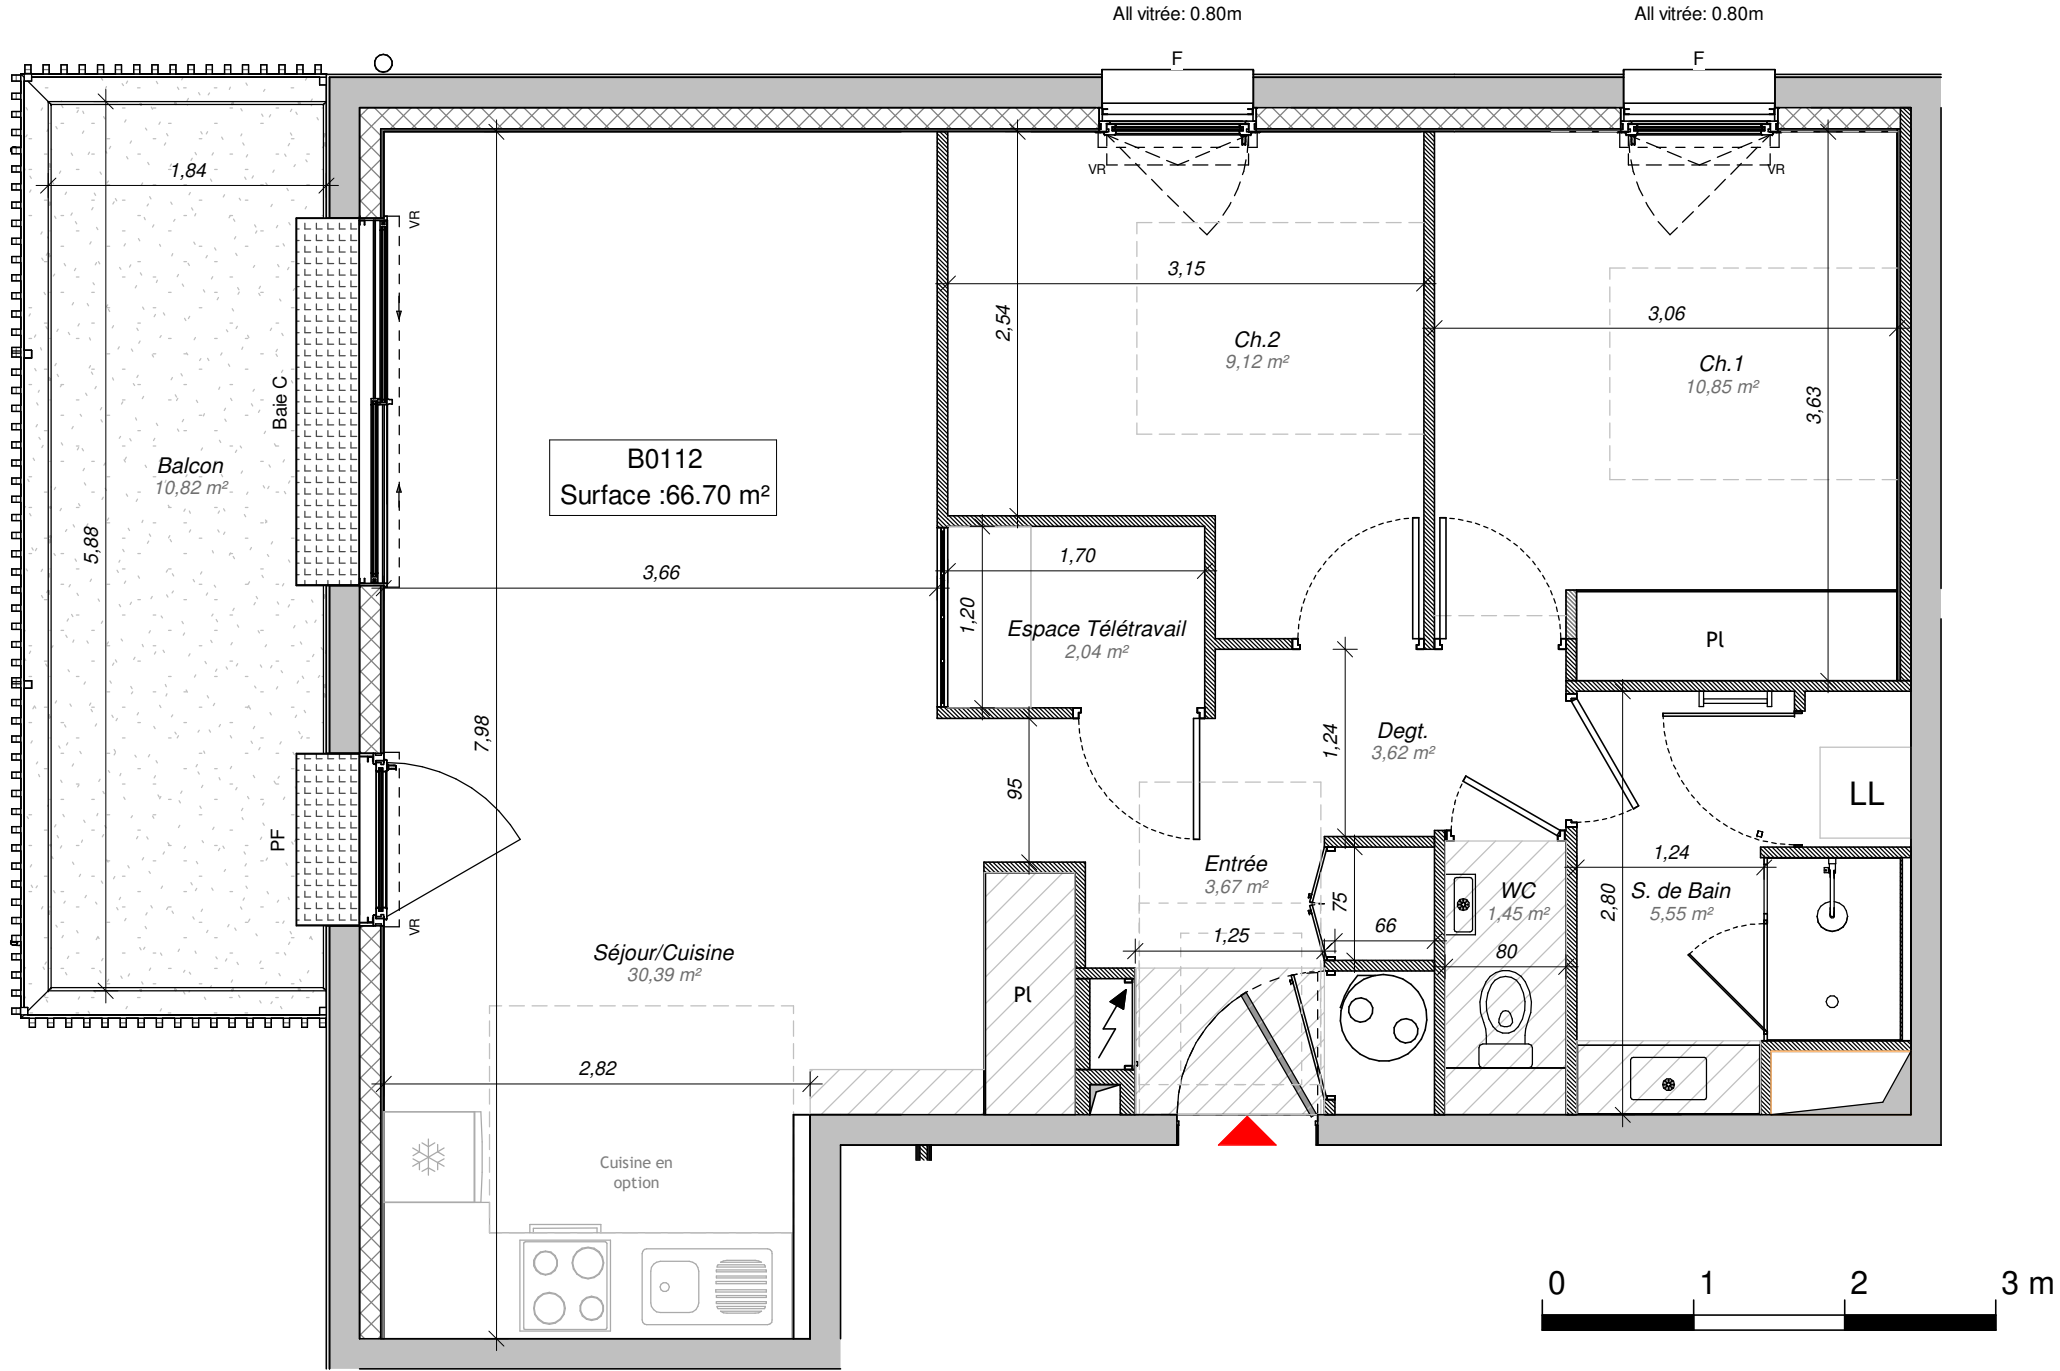 All vitrée: 0.80m
All vitrée: 0.80m
F
F
VR
VR
VR
1,84
3,15
3,06
2,54
Ch.2
9,12 m²
Ch.1
10,85 m²
3,63
Baie C
B0112
Surface :66.70 m²
Balcon
10,82 m²
5,88
3,66
1,70
1,20
Espace Télétravail
2,04 m²
Pl
7,98
95
1,24
Degt.
3,62 m²
LL
PF
VR
Entrée
3,67 m²
75
66
WC
1,45 m²
80
1,24
2,80
S. de Bain
5,55 m²
1,25
Séjour/Cuisine
30,39 m²
Pl
2,82
Cuisine en
option
0 1 2 3 m